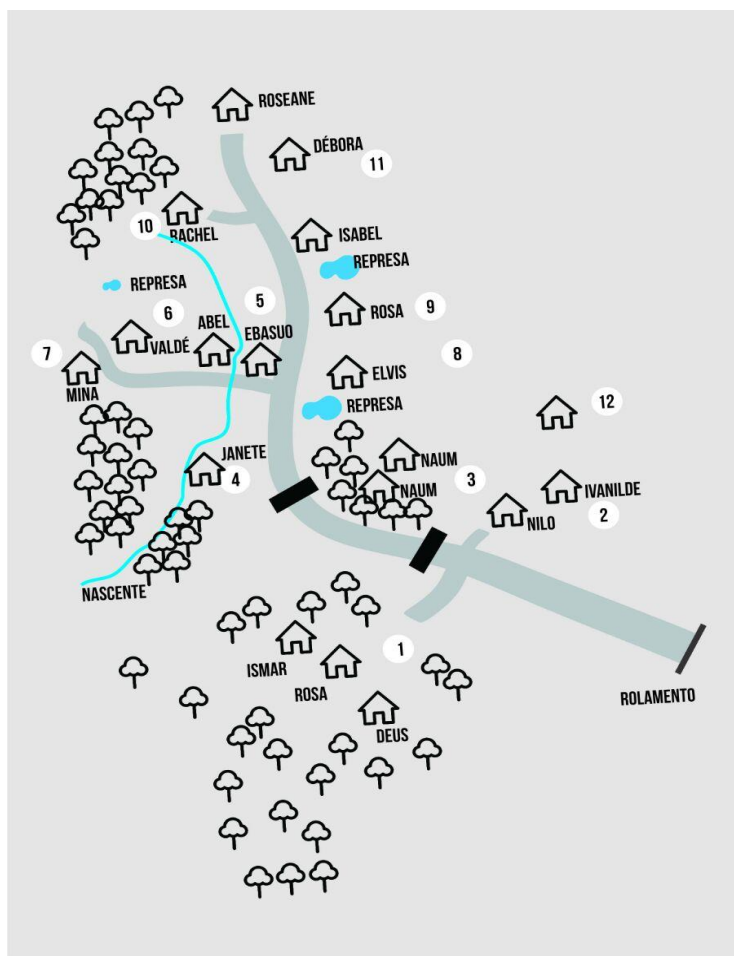 ROSEANE
DÉBORA
11
10
RACHEL
ISABEL
REPRESA
REPRESA
5
6
ABEL
EBASUO
VALDÉ
ROSA
9
7
MINA
8
ELVIS
REPRESA
12
JANETE
4
NAUM
NAUM
3
IVANILDE
2
NILO
NASCENTE
1
ISMAR
ROSA
DEUS
ROLAMENTO